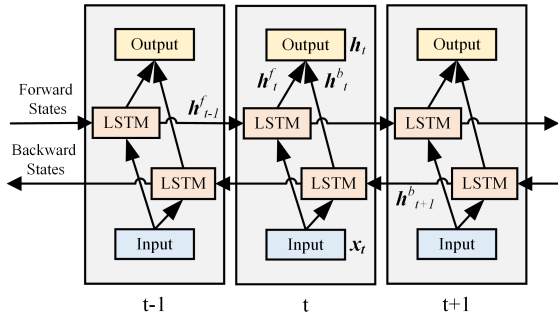 Output
Output
h_t
Output
Forward
States
h^f_{t-1}
h^f_t
h^b_t
LSTM
LSTM
LSTM
Backward
States
LSTM
LSTM
LSTM
h^b_{t+1}
Input
Input
x_t
Input
t-1
t
t+1